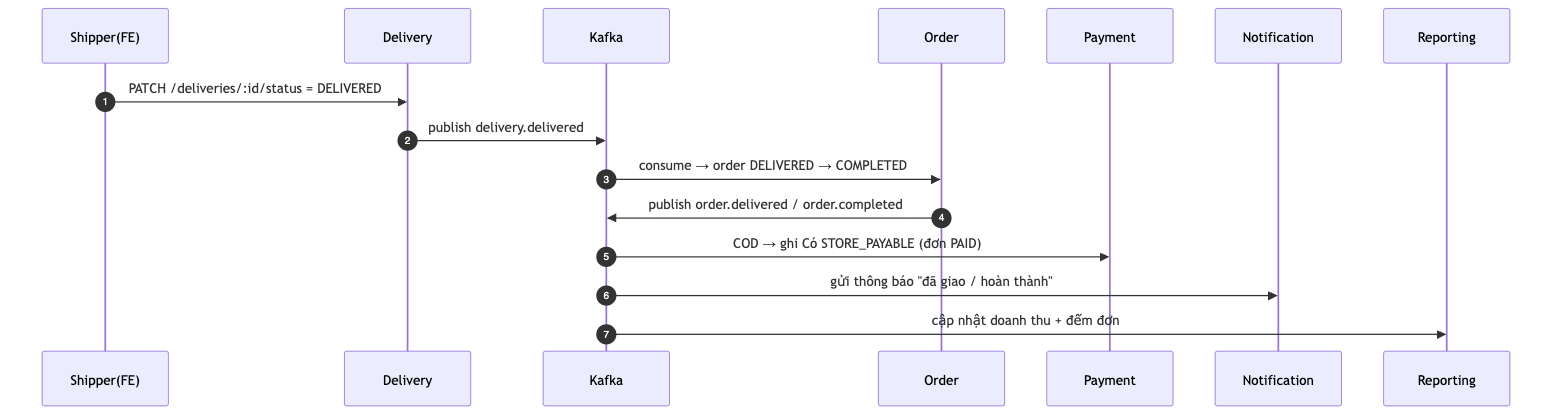 Shipper(FE)
Delivery
Kafka
Order
Payment
Notification
Reporting
1
PATCH /deliveries/:id/status = DELIVERED
2
publish delivery.delivered
3
consume → order DELIVERED → COMPLETED
publish order.delivered / order.completed
4
5
COD → ghi Có STORE_PAYABLE (đơn PAID)
6
gửi thông báo "đã giao / hoàn thành"
7
cập nhật doanh thu + đếm đơn
Shipper(FE)
Delivery
Kafka
Order
Payment
Notification
Reporting